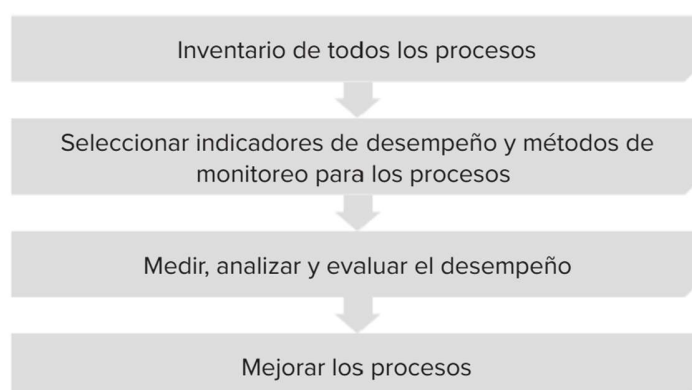 Inventario de todos los procesos
Seleccionar indicadores de desempeño y métodos de
monitoreo para los procesos
Medir, analizar y evaluar el desempeño
Mejorar los procesos